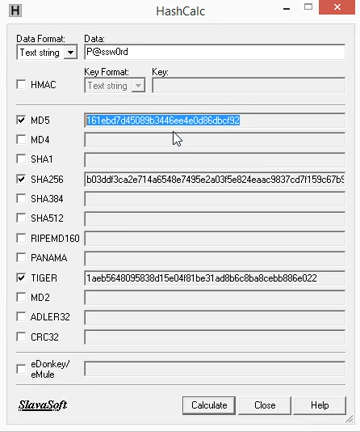 HashCalc
Data Format: Data:
Text string P@ssw0rd
Key Format: Key:
HMAC Text string
MD5 161ebd7d45089b3446ee4e0d86dbcf92
MD4
SHA1
SHA256 b03ddf3ca2e714a6548e7495e2a03f5e824eaac9837cd7f159c67b9
SHA384
SHA512
RIPEMD160
PANAMA
TIGER 1aeb5648095838d15e04f81be31ad8b6c8ba8cebb886e022
MD2
ADLER32
CRC32
eDonkey/
eMule
SlavaSoft Calculate Close Help